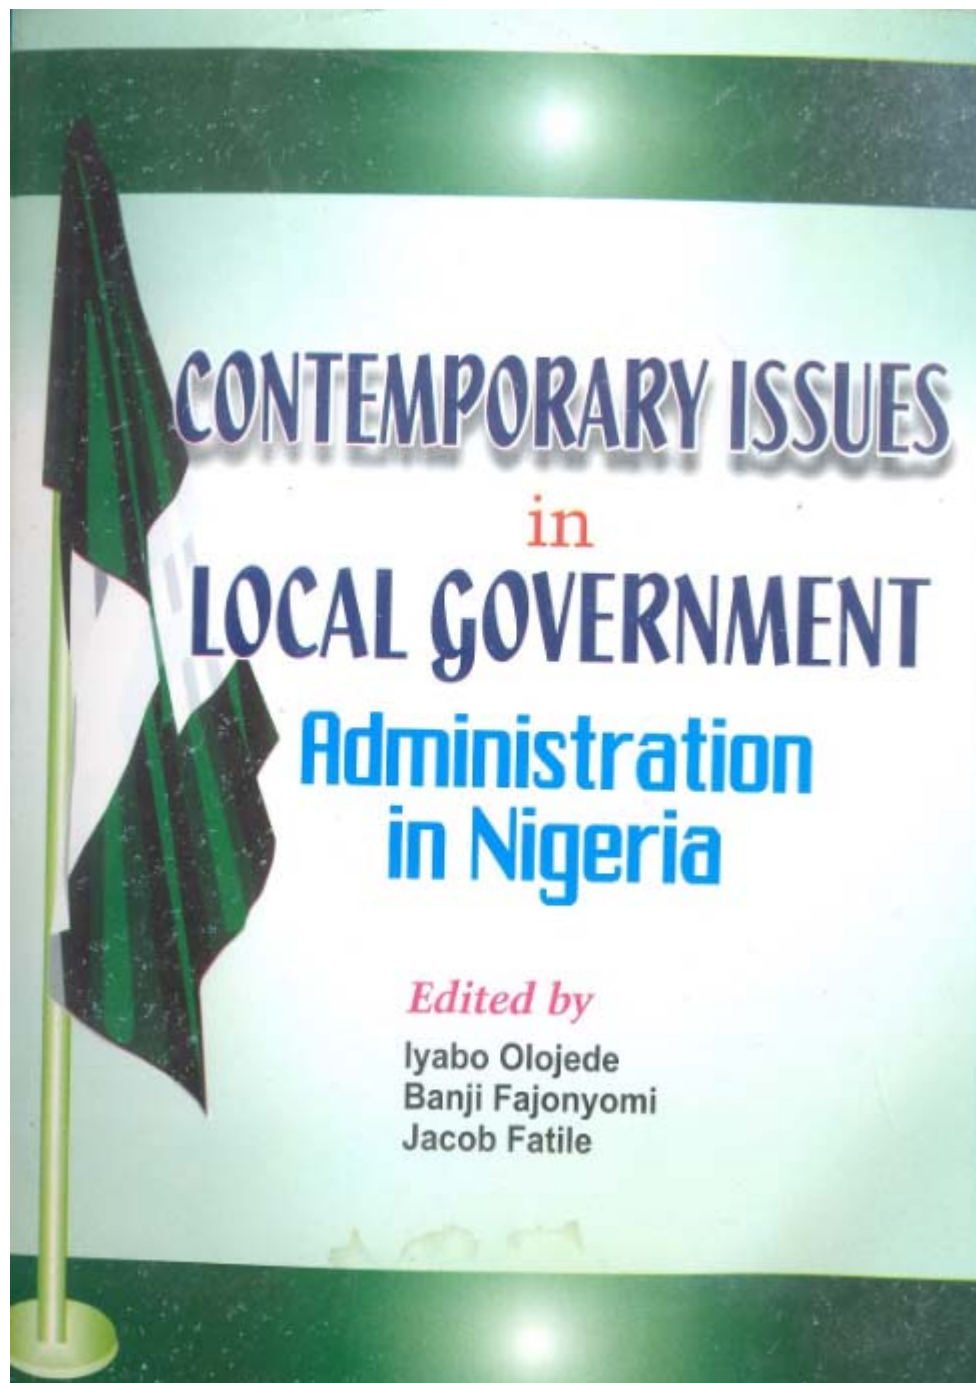 CONTEMPORARY ISSUES
in
LOCAL GOVERNMENT
Administration
in Nigeria
Edited by
Iyabo Olojede
Banji Fajonyomi
Jacob Fatile